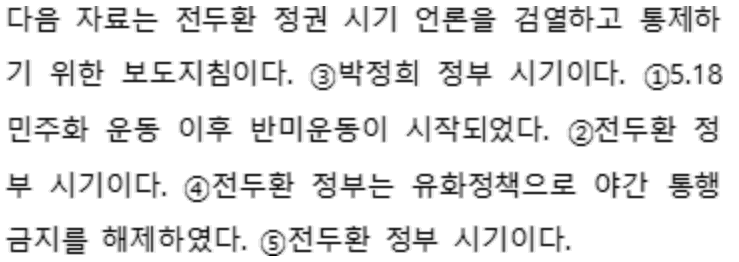 다음 자료는 전두환 정권 시기 언론을 검열하고 통제하
기 위한 보도지침이다. ③박정희 정부 시기이다. ①5.18
민주화 운동 이후 반미운동이 시작되었다. ②전두환 정
부 시기이다. ④전두환 정부는 유화정책으로 야간 통행
금지를 해제하였다. ⑤전두환 정부 시기이다.